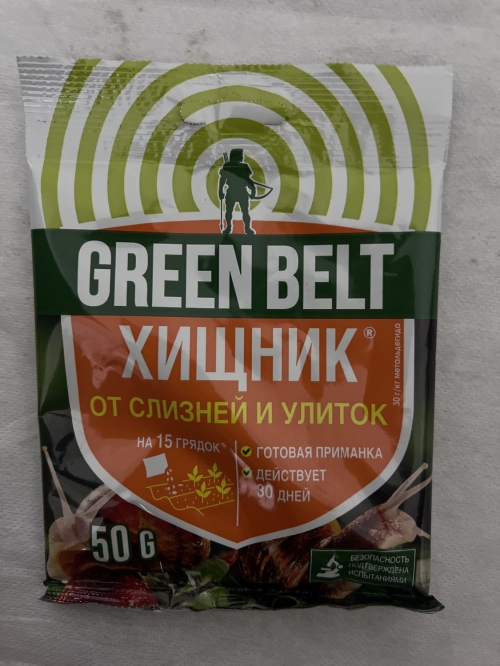 GREEN BELT
ХИЩНИК®
ОТ СЛИЗНЕЙ И УЛИТОК
30 г/кг метальдегида
НА 15 ГРЯДОК
ГОТОВАЯ ПРИМАНКА
ДЕЙСТВУЕТ
30 ДНЕЙ
50 G
БЕЗОПАСНОСТЬ
ПОДТВЕРЖДЕНА
ИСПЫТАНИЯМИ